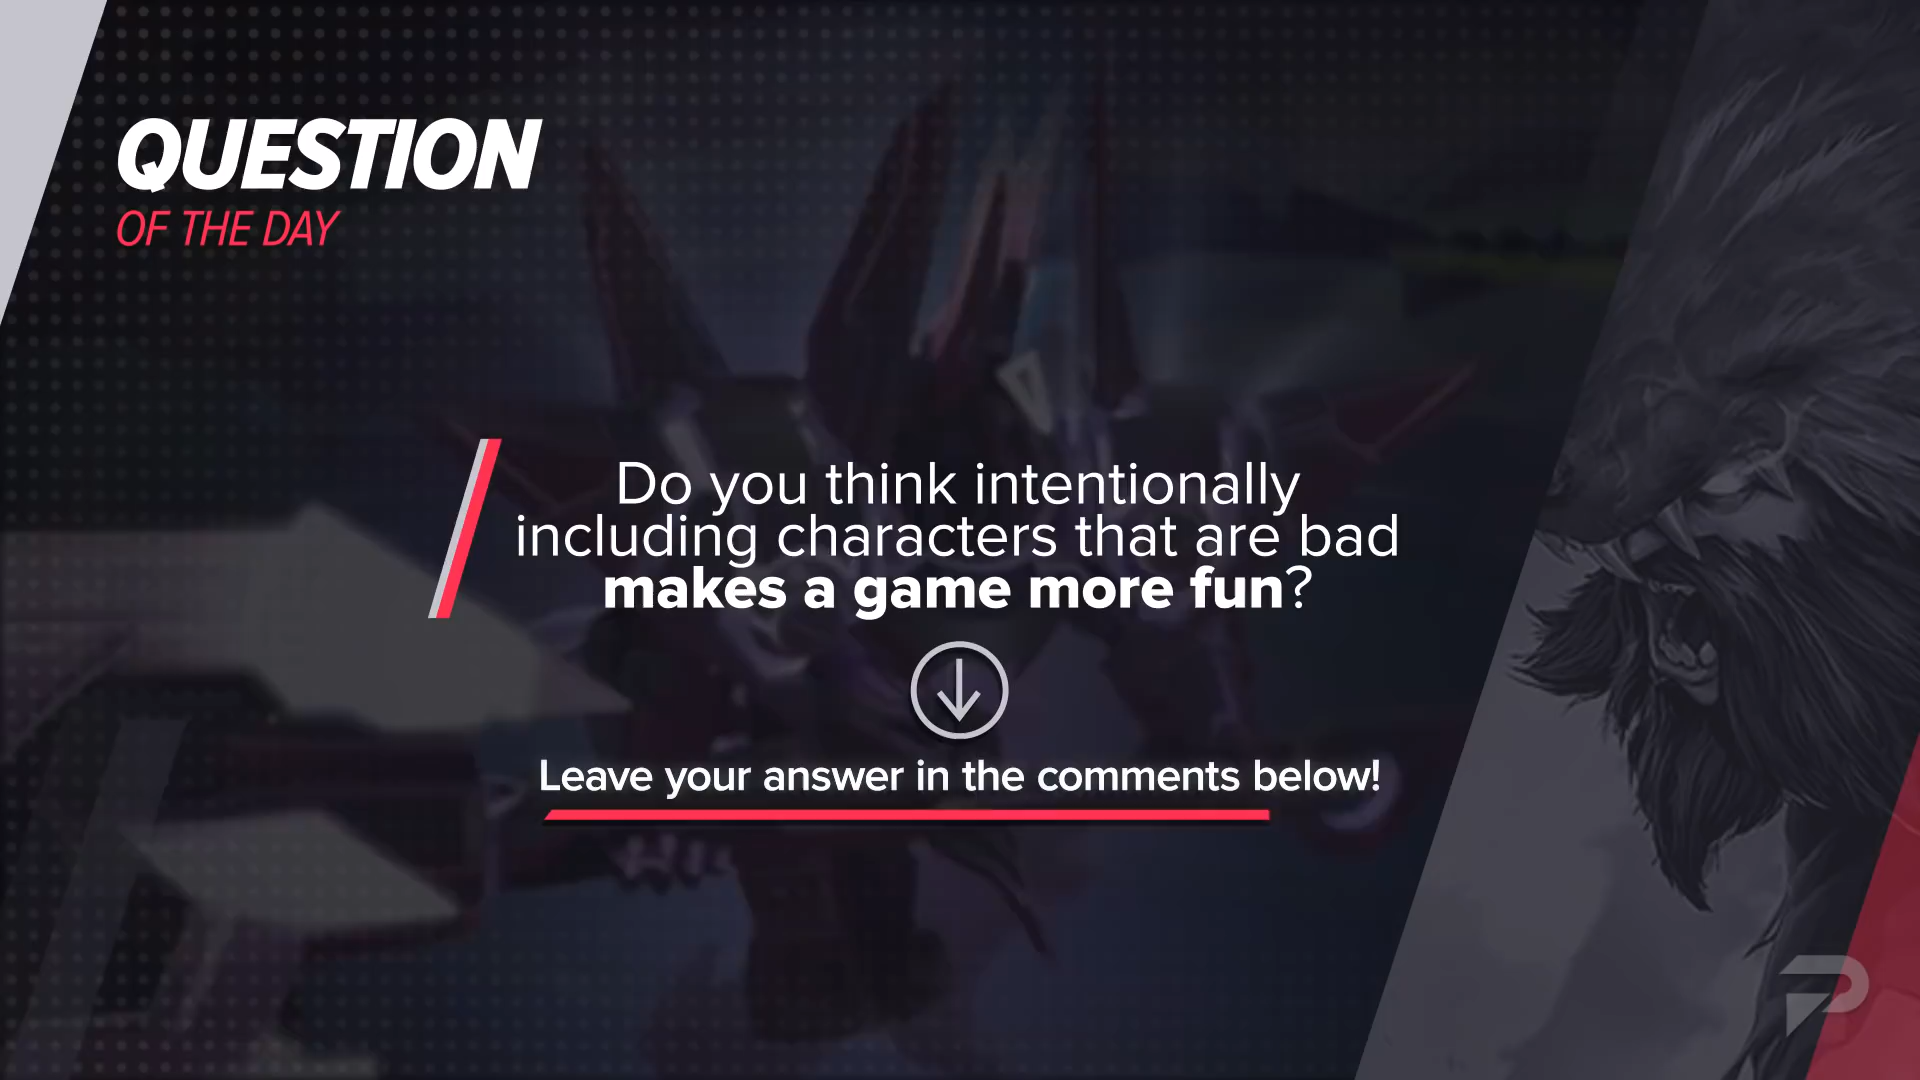 QUESTION
OF THE DAY
Do you think intentionally
including characters that are bad
makes a game more fun?
Leave your answer in the comments below!